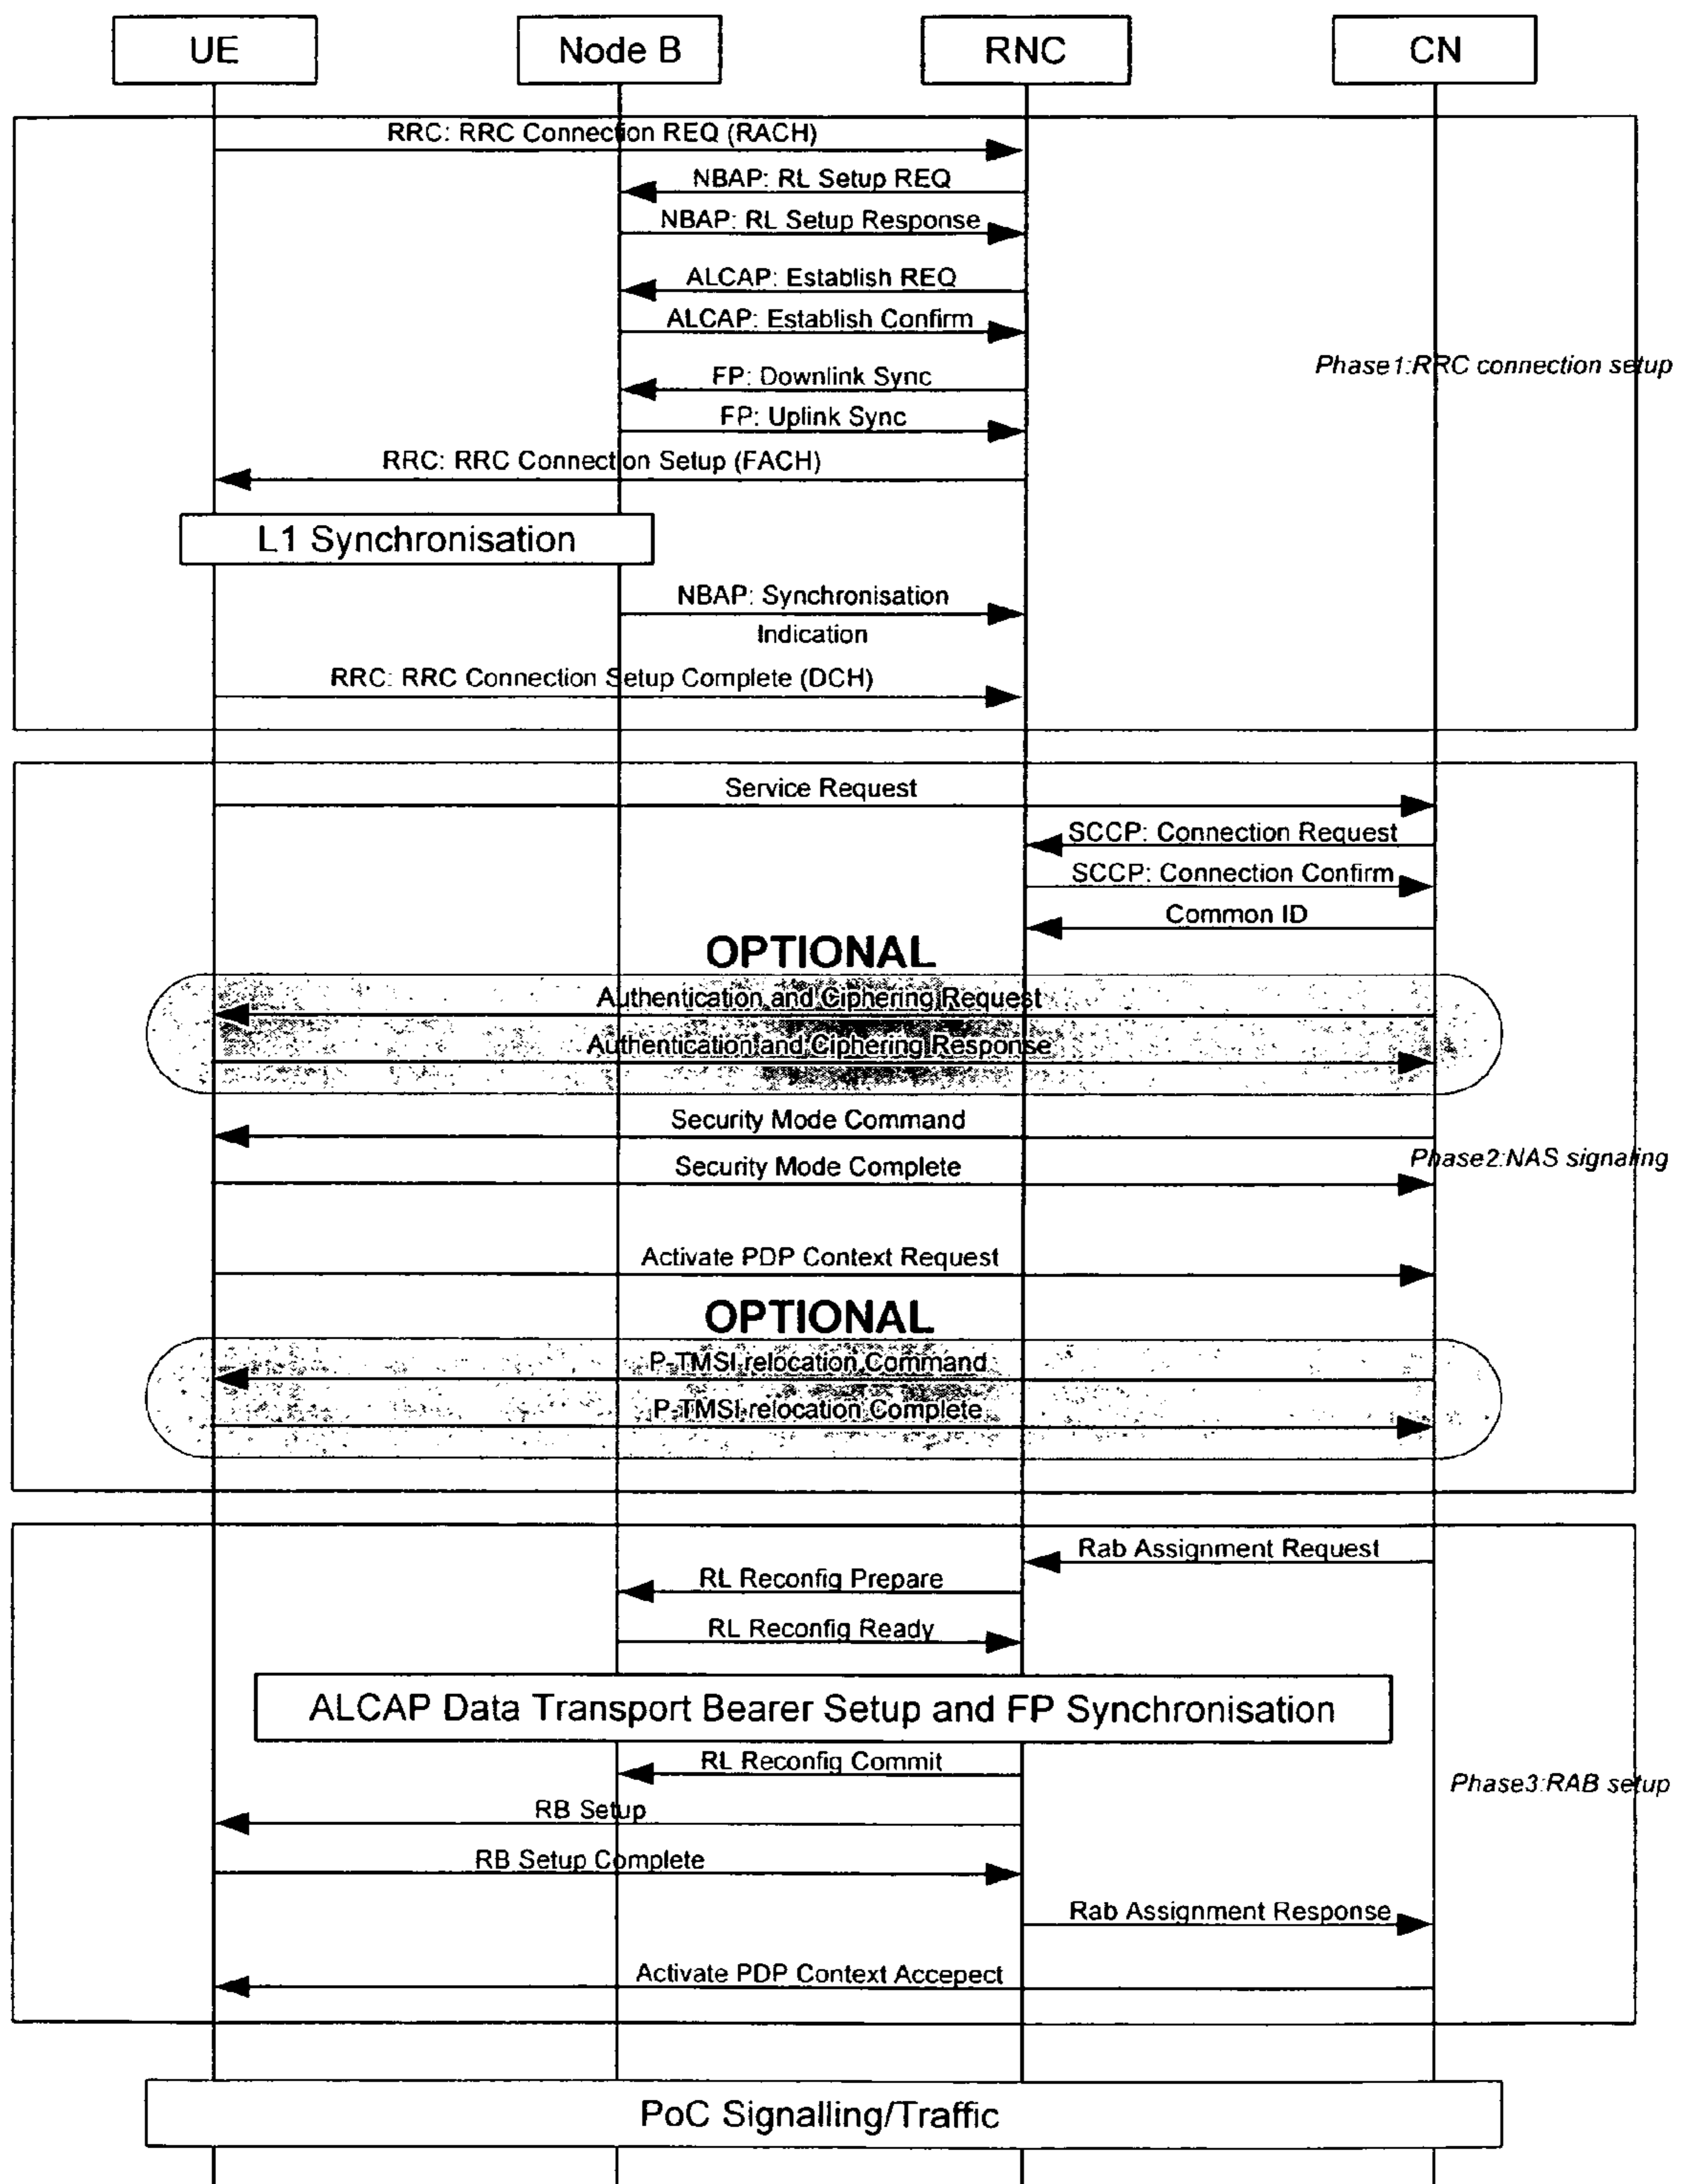 UE
Node B
RNC
CN
RRC: RRC Connection REQ (RACH)
NBAP: RL Setup REQ
NBAP: RL Setup Response
ALCAP: Establish REQ
ALCAP: Establish Confirm
Phase1:RRC connection setup
FP: Downlink Sync
FP: Uplink Sync
RRC: RRC Connection Setup (FACH)
L1 Synchronisation
NBAP: Synchronisation
Indication
RRC: RRC Connection Setup Complete (DCH)
Service Request
SCCP: Connection Request
SCCP: Connection Confirm
Common ID
OPTIONAL
Authentication and Ciphering Request
Authentication and Ciphering Response
Security Mode Command
Phase2:NAS signaling
Security Mode Complete
Activate PDP Context Request
OPTIONAL
P-TMSI relocation Command
P-TMSI relocation Complete
Rab Assignment Request
RL Reconfig Prepare
RL Reconfig Ready
ALCAP Data Transport Bearer Setup and FP Synchronisation
RL Reconfig Commit
Phase3:RAB setup
RB Setup
RB Setup Complete
Rab Assignment Response
Activate PDP Context Accepect
PoC Signalling/Traffic